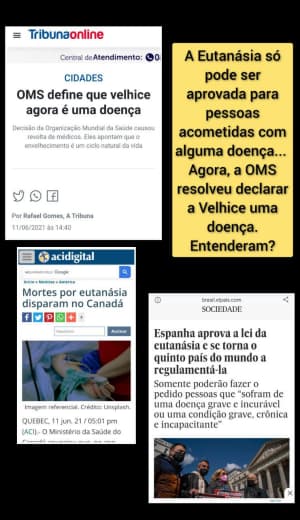 Tribunaonline
Central de Atendimento:
CIDADES
OMS define que velhice
agora é uma doença
Decisão da Organização Mundial da Saúde causou
revolta de médicos. Eles apontam que o
envelhecimento é um ciclo natural da vida
Por Rafael Gomes, A Tribuna
11/06/2021 às 14:40
A Eutanásia só
pode ser
aprovada para
pessoas
acometidas com
alguma doença...
Agora, a OMS
resolveu declarar
a Velhice uma
doença.
Entenderam?
acidigital
Google
Mortes por eutanásia
disparam no Canadá
Imagem referencial. Crédito: Unsplash.
QUEBEC, 11 jun. 21 / 05:01 pm
(ACI).- O Ministério da Saúde do
brasil.elpais.com
SOCIEDADE
Espanha aprova a lei da
eutanásia e se torna o
quinto país do mundo a
regulamentá-la
Somente poderão fazer o
pedido pessoas que “sofram de
uma doença grave e incurável
ou uma condição grave, crônica
e incapacitante”